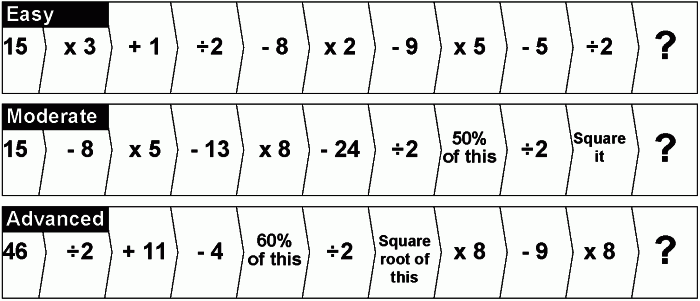 Easy
15 x 3 + 1 ÷2 - 8 x 2 - 9 x 5 - 5 ÷2 ?
Moderate
15 - 8 x 5 - 13 x 8 - 24 ÷2 50% of this ÷2 Square it ?
Advanced
46 ÷2 + 11 - 4 60% of this ÷2 Square root of this x 8 - 9 x 8 ?